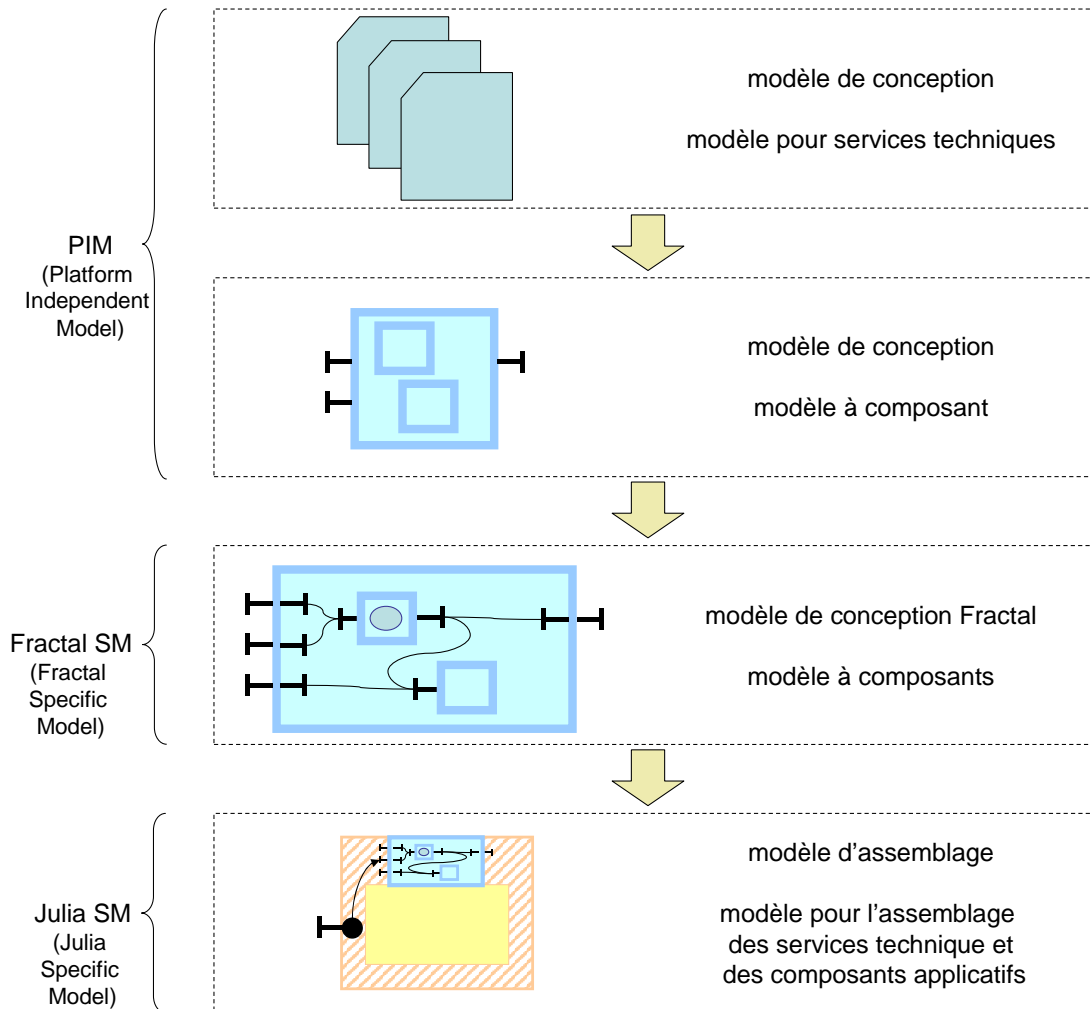 modèle de conception
modèle pour services techniques
PIM
(Platform
Independent
Model)
modèle de conception
modèle à composant
Fractal SM
(Fractal
Specific
Model)
modèle de conception Fractal
modèle à composants
Julia SM
(Julia
Specific
Model)
modèle d'assemblage
modèle pour l'assemblage
des services technique et
des composants applicatifs